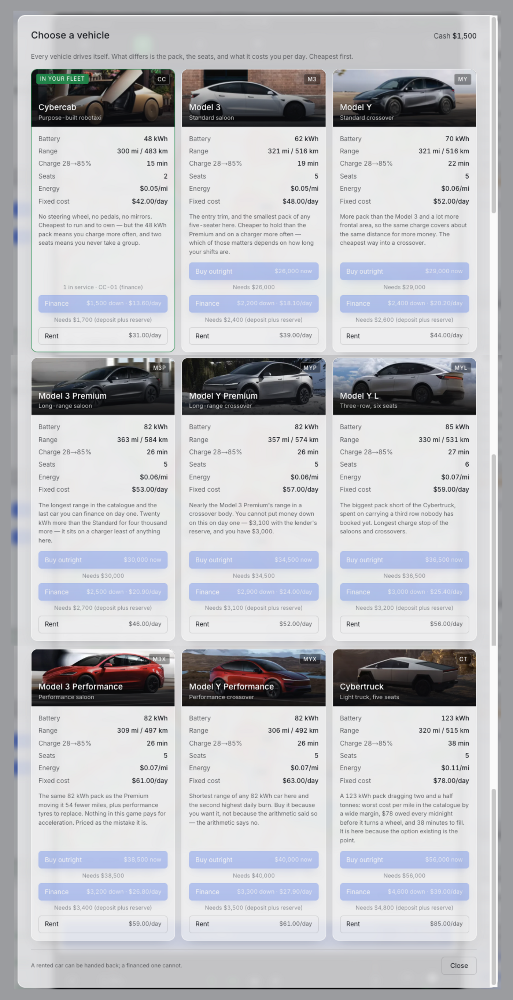 Choose a vehicle
Cash $1,500
Every vehicle drives itself. What differs is the pack, the seats, and what it costs you per day. Cheapest first.
IN YOUR FLEET
CC
Cybercab
Purpose-built robotaxi
Battery 48 kWh
Range 300 mi / 483 km
Charge 28→85% 15 min
Seats 2
Energy $0.05/mi
Fixed cost $42.00/day
No steering wheel, no pedals, no mirrors.
Cheapest to run and to own — but the 48 kWh
pack means you charge more often, and two
seats means you never take a group.
1 in service · CC-01 (finance)
Finance $1,500 down · $13.60/day
Needs $1,700 (deposit plus reserve)
Rent $31.00/day
M3
Model 3
Standard saloon
Battery 62 kWh
Range 321 mi / 516 km
Charge 28→85% 19 min
Seats 5
Energy $0.05/mi
Fixed cost $48.00/day
The entry trim, and the smallest pack of any
five-seater here. Cheaper to hold than the
Premium and on a charger more often —
which of those matters depends on how long
your shifts are.
Buy outright $26,000 now
Needs $26,000
Finance $2,200 down · $18.10/day
Needs $2,400 (deposit plus reserve)
Rent $39.00/day
MY
Model Y
Standard crossover
Battery 70 kWh
Range 321 mi / 516 km
Charge 28→85% 22 min
Seats 5
Energy $0.06/mi
Fixed cost $52.00/day
More pack than the Model 3 and a lot more
frontal area, so the same charge covers about
the same distance for more money. The
cheapest way into a crossover.
Buy outright $29,000 now
Needs $29,000
Finance $2,400 down · $20.20/day
Needs $2,600 (deposit plus reserve)
Rent $44.00/day
M3P
Model 3 Premium
Long-range saloon
Battery 82 kWh
Range 363 mi / 584 km
Charge 28→85% 26 min
Seats 5
Energy $0.06/mi
Fixed cost $53.00/day
The longest range in the catalogue and the
last car you can finance on day one. Twenty
kWh more than the Standard for four thousand
more — it sits on a charger least of anything
here.
Buy outright $30,000 now
Needs $30,000
Finance $2,500 down · $20.90/day
Needs $2,700 (deposit plus reserve)
Rent $46.00/day
MYP
Model Y Premium
Long-range crossover
Battery 82 kWh
Range 357 mi / 574 km
Charge 28→85% 26 min
Seats 5
Energy $0.06/mi
Fixed cost $57.00/day
Nearly the Model 3 Premium's range in a
crossover body. You cannot put money down
on this on day one — $3,100 with the lender's
reserve, and you have $3,000.
Buy outright $34,500 now
Needs $34,500
Finance $2,900 down · $24.00/day
Needs $3,100 (deposit plus reserve)
Rent $52.00/day
MYL
Model Y L
Three-row, six seats
Battery 85 kWh
Range 330 mi / 531 km
Charge 28→85% 27 min
Seats 6
Energy $0.07/mi
Fixed cost $59.00/day
The biggest pack short of the Cybertruck,
spent on carrying a third row nobody has
booked yet. Longest charge stop of the
saloons and crossovers.
Buy outright $36,500 now
Needs $36,500
Finance $3,000 down · $25.40/day
Needs $3,200 (deposit plus reserve)
Rent $56.00/day
M3X
Model 3 Performance
Performance saloon
Battery 82 kWh
Range 309 mi / 497 km
Charge 28→85% 26 min
Seats 5
Energy $0.07/mi
Fixed cost $61.00/day
The same 82 kWh pack as the Premium
moving it 54 fewer miles, plus performance
tyres to replace. Nothing in this game pays for
acceleration. Priced as the mistake it is.
Buy outright $38,500 now
Needs $38,500
Finance $3,200 down · $26.80/day
Needs $3,400 (deposit plus reserve)
Rent $59.00/day
MYX
Model Y Performance
Performance crossover
Battery 82 kWh
Range 306 mi / 492 km
Charge 28→85% 26 min
Seats 5
Energy $0.07/mi
Fixed cost $63.00/day
Shortest range of any 82 kWh car here and
the second highest daily burn. Buy it because
you want it, not because the arithmetic said so
— the arithmetic says no.
Buy outright $40,000 now
Needs $40,000
Finance $3,300 down · $27.90/day
Needs $3,500 (deposit plus reserve)
Rent $61.00/day
CT
Cybertruck
Light truck, five seats
Battery 123 kWh
Range 320 mi / 515 km
Charge 28→85% 38 min
Seats 5
Energy $0.11/mi
Fixed cost $78.00/day
A 123 kWh pack dragging two and a half
tonnes: worst cost per mile in the catalogue by
a wide margin, $78 owed every midnight
before it turns a wheel, and 38 minutes to fill.
It is here because the option existing is the
point.
Buy outright $56,000 now
Needs $56,000
Finance $4,600 down · $39.00/day
Needs $4,800 (deposit plus reserve)
Rent $85.00/day
A rented car can be handed back; a financed one cannot.
Close